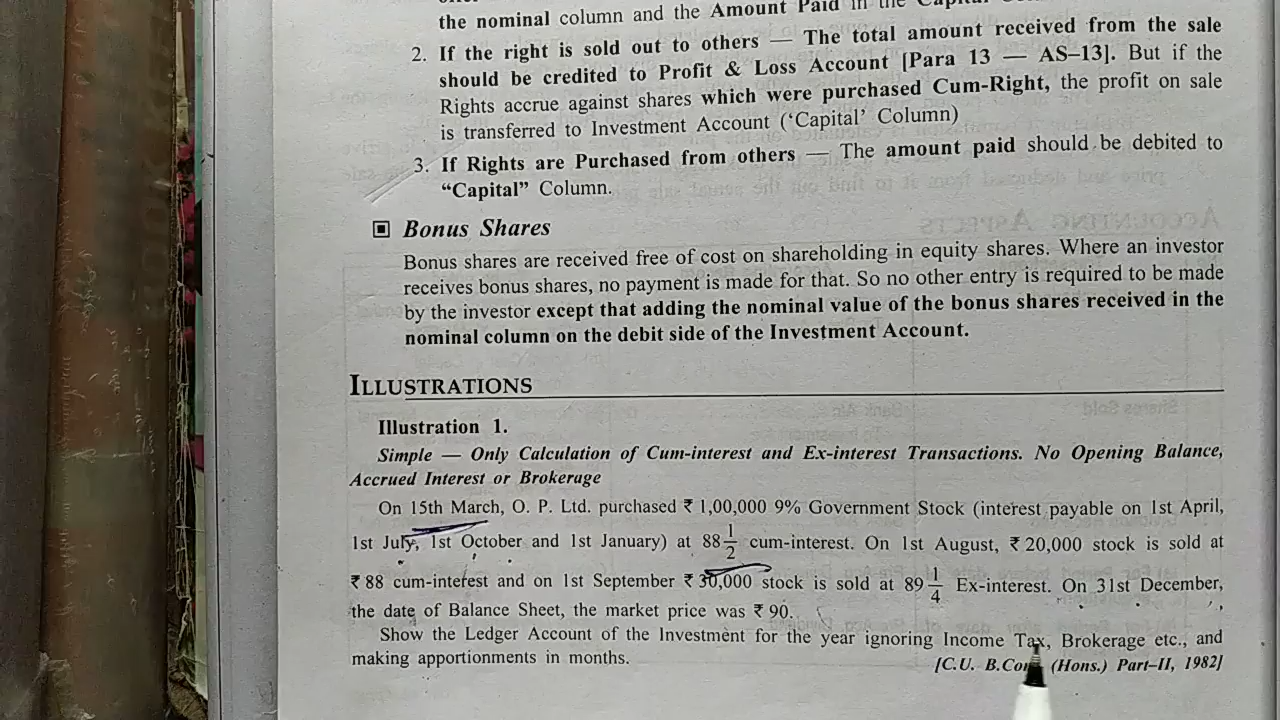 the nominal column and the Amount Paid in the
2. If the right is sold out to others — The total amount received from the sale
should be credited to Profit & Loss Account [Para 13 — AS–13]. But if the
Rights accrue against shares which were purchased Cum-Right, the profit on sale
is transferred to Investment Account (‘Capital’ Column)
3. If Rights are Purchased from others — The amount paid should be debited to
“Capital” Column.
▣ Bonus Shares
Bonus shares are received free of cost on shareholding in equity shares. Where an investor
receives bonus shares, no payment is made for that. So no other entry is required to be made
by the investor except that adding the nominal value of the bonus shares received in the
nominal column on the debit side of the Investment Account.
ILLUSTRATIONS
Illustration 1.
Simple — Only Calculation of Cum-interest and Ex-interest Transactions. No Opening Balance,
Accrued Interest or Brokerage
On 15th March, O. P. Ltd. purchased ₹ 1,00,000 9% Government Stock (interest payable on 1st April,
1st July, 1st October and 1st January) at 88 1/2 cum-interest. On 1st August, ₹ 20,000 stock is sold at
₹ 88 cum-interest and on 1st September ₹ 30,000 stock is sold at 89 1/4 Ex-interest. On 31st December,
the date of Balance Sheet, the market price was ₹ 90.
Show the Ledger Account of the Investment for the year ignoring Income Tax, Brokerage etc., and
making apportionments in months. [C.U. B.Com (Hons.) Part–II, 1982]